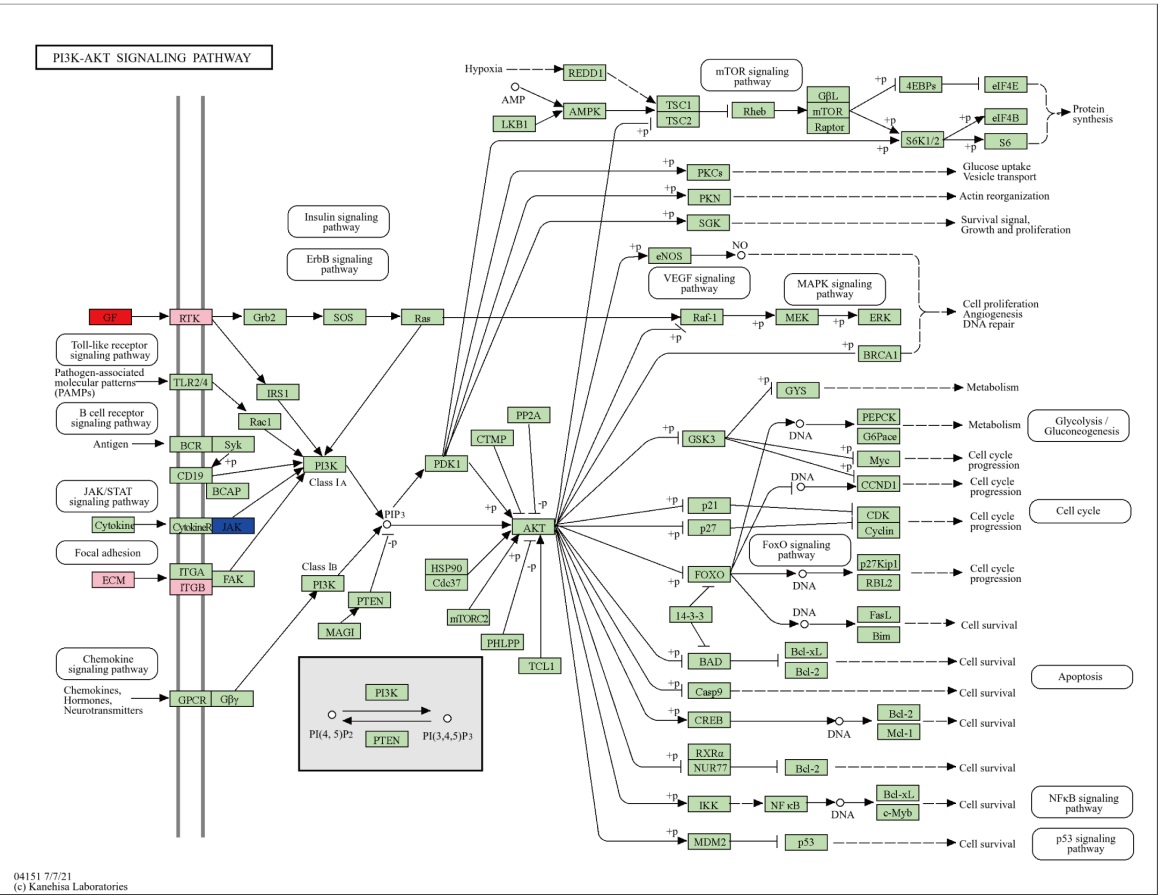 PI3K-AKT SIGNALING PATHWAY
Hypoxia
REDD1
AMP
AMPK
LKB1
TSC1
TSC2
+p
Rheb
mTOR signaling
pathway
GβL
mTOR
Raptor
+p
4EBPs
eIF4E
+p
+p
S6K1/2
+p
+p
eIF4B
S6
Protein
synthesis
+p
PKCs
Glucose uptake
Vesicle transport
+p
PKN
Actin reorganization
+p
SGK
Survival signal,
Growth and proliferation
Insulin signaling
pathway
ErbB signaling
pathway
+p
eNOS
NO
VEGF signaling
pathway
MAPK signaling
pathway
Cell proliferation
Angiogenesis
DNA repair
GF
RTK
Grb2
SOS
Ras
Raf-1
+p
+p
MEK
+p
ERK
+p
BRCA1
Toll-like receptor
signaling pathway
Pathogen-associated
molecular patterns
(PAMPs)
TLR2/4
IRS1
Rac1
B cell receptor
signaling pathway
Antigen
BCR
Syk
+p
CD19
BCAP
PI3K
Class IA
JAK/STAT
signaling pathway
Cytokine
CytokineR
JAK
Focal adhesion
ECM
ITGA
ITGB
FAK
Chemokine
signaling pathway
Chemokines,
Hormones,
Neurotransmitters
GPCR
Gβγ
PIP3
-p
Class IB
PI3K
PTEN
MAGI
PDK1
CTMP
PP2A
+p
-p
AKT
+p
-p
HSP90
Cdc37
mTORC2
PHLPP
TCL1
+p
GYS
Metabolism
+p
GSK3
DNA
PEPCK
G6Pace
Metabolism
Glycolysis /
Gluconeogenesis
+p
Myc
Cell cycle
progression
DNA
+p
CCND1
Cell cycle
progression
+p
p21
+p
p27
CDK
Cyclin
Cell cycle
progression
Cell cycle
FoxO signaling
pathway
+p
FOXO
DNA
p27Kip1
RBL2
Cell cycle
progression
14-3-3
DNA
FasL
Bim
Cell survival
+p
BAD
Bcl-xL
Bcl-2
Cell survival
Apoptosis
+p
Casp9
Cell survival
+p
CREB
DNA
Bcl-2
Mcl-1
Cell survival
+p
RXRα
NUR77
Bcl-2
Cell survival
+p
IKK
NFκB
DNA
Bcl-xL
c-Myb
Cell survival
NFκB signaling
pathway
+p
MDM2
p53
Cell survival
p53 signaling
pathway
PI3K
PI(4, 5)P2
PI(3,4,5)P3
PTEN
04151 7/7/21
(c) Kanehisa Laboratories